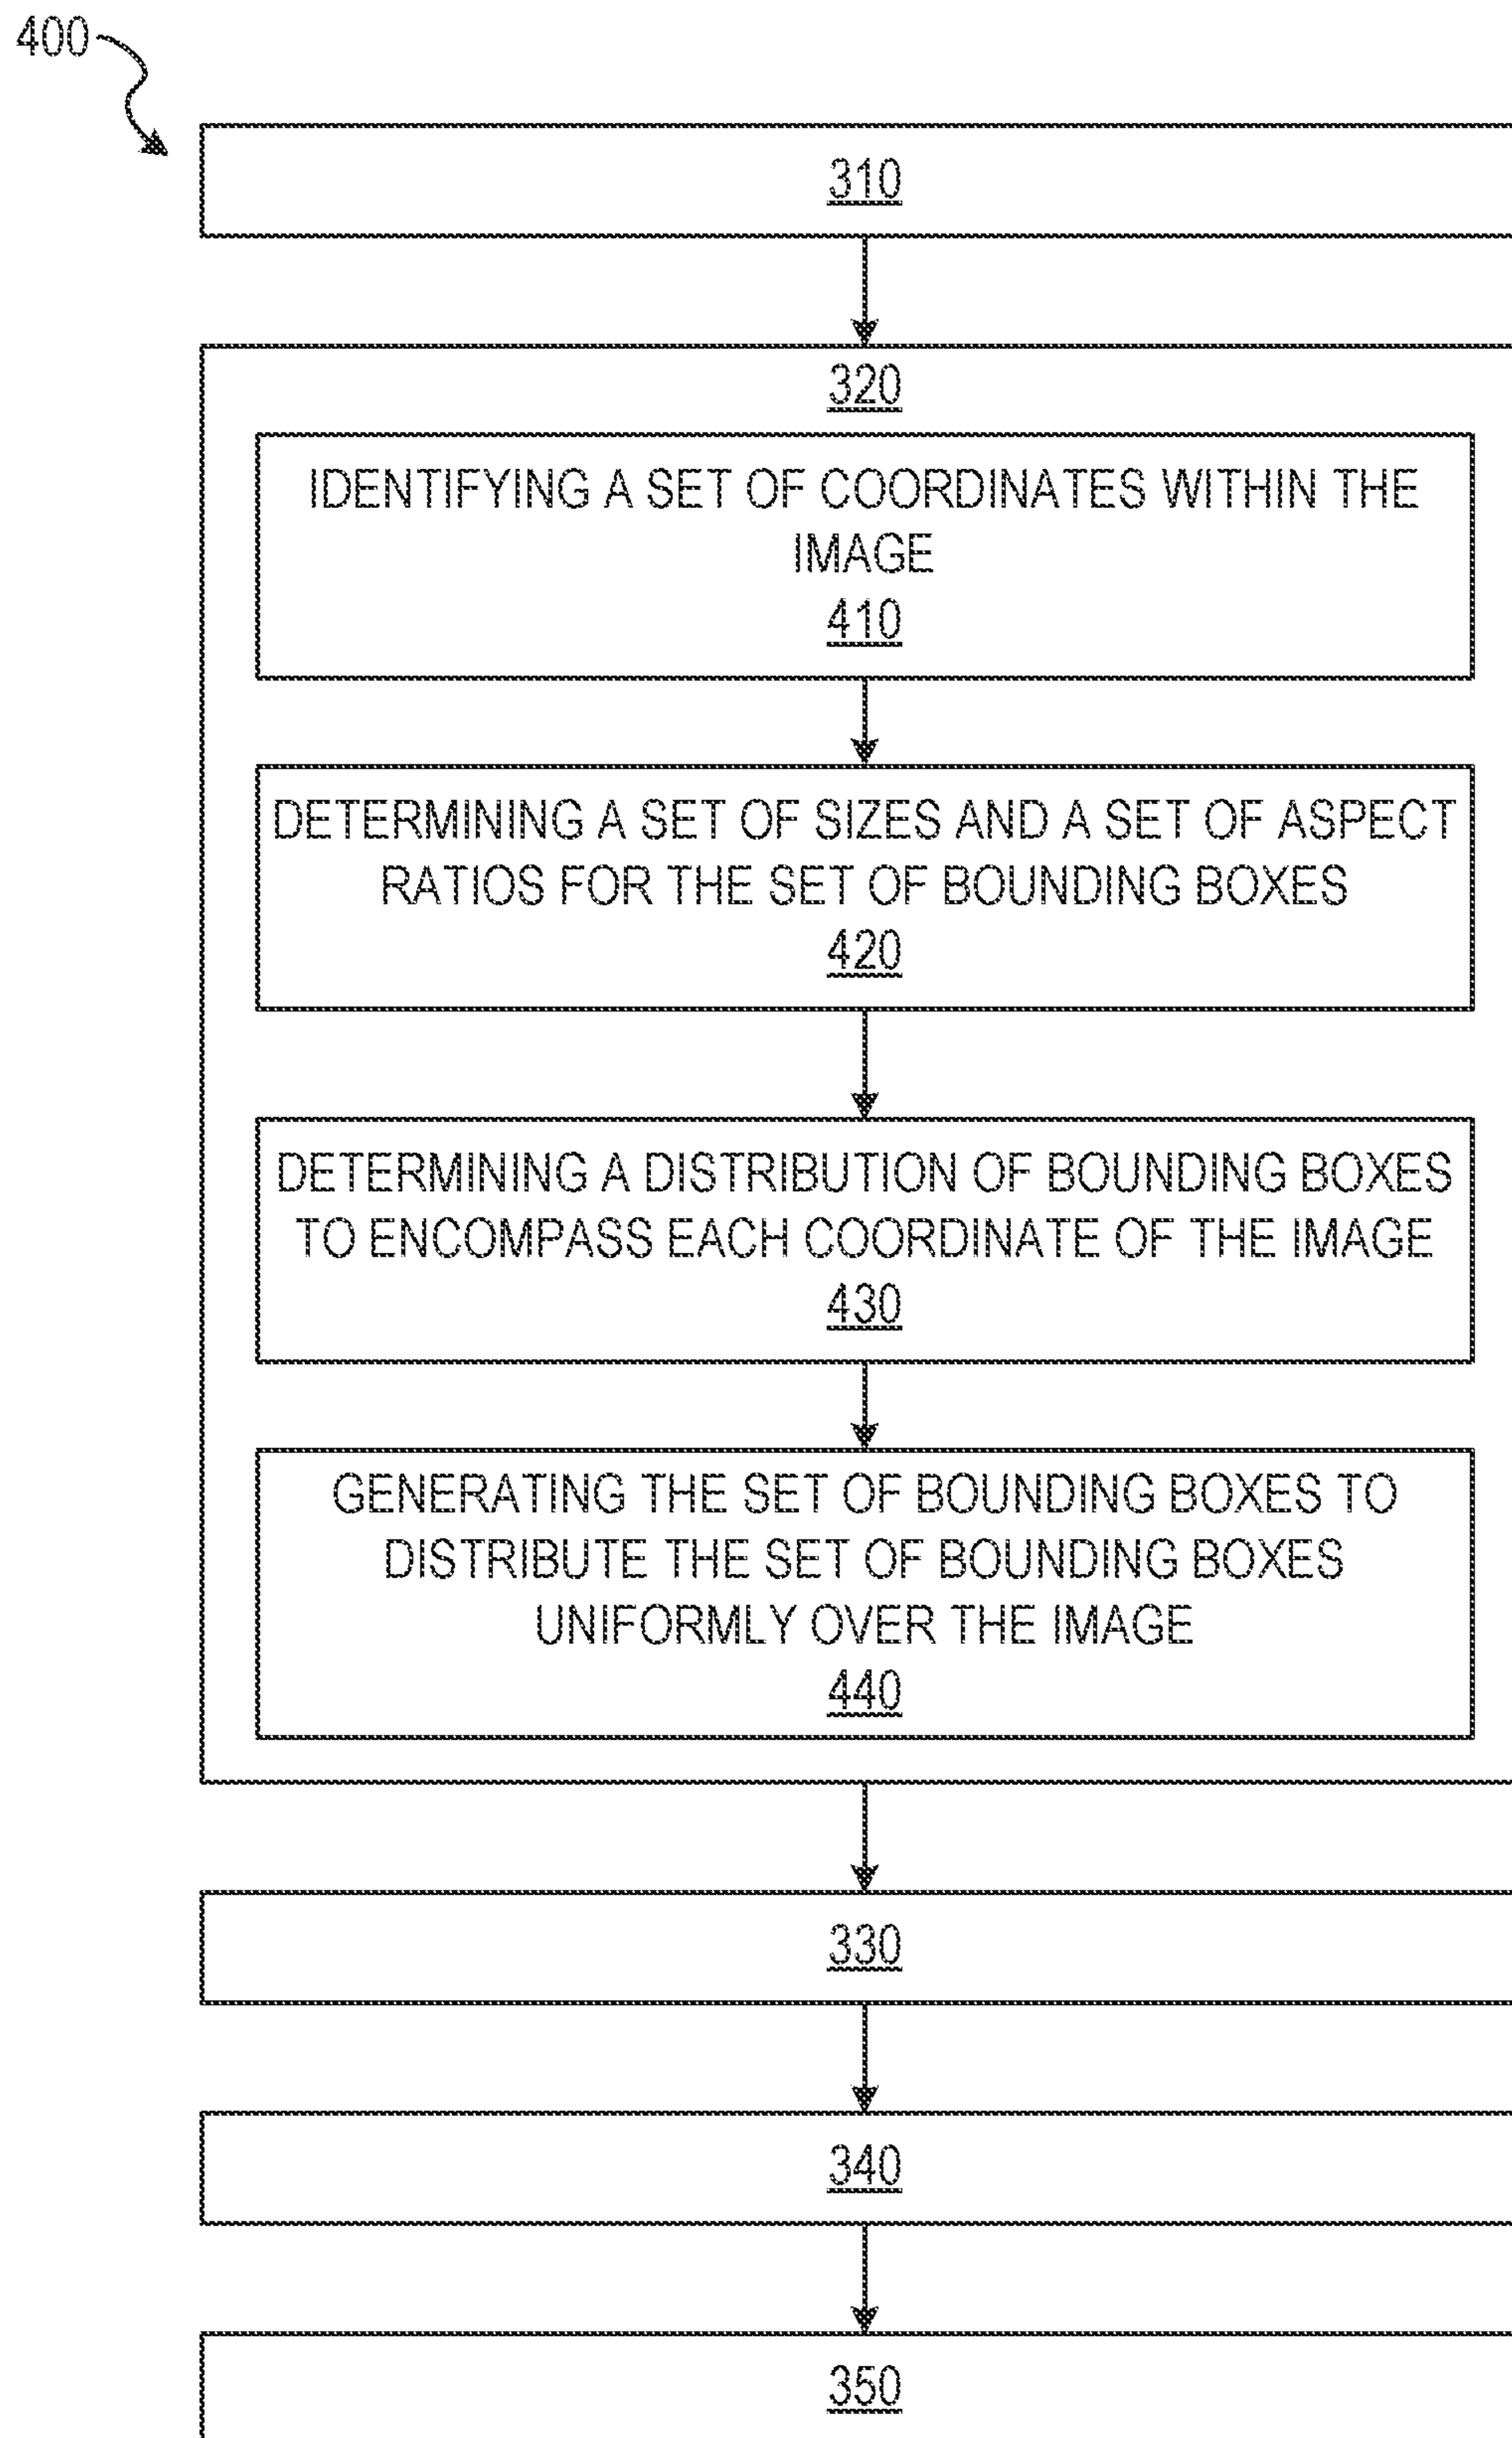 400
310
320
IDENTIFYING A SET OF COORDINATES WITHIN THE
IMAGE
410
DETERMINING A SET OF SIZES AND A SET OF ASPECT
RATIOS FOR THE SET OF BOUNDING BOXES
420
DETERMINING A DISTRIBUTION OF BOUNDING BOXES
TO ENCOMPASS EACH COORDINATE OF THE IMAGE
430
GENERATING THE SET OF BOUNDING BOXES TO
DISTRIBUTE THE SET OF BOUNDING BOXES
UNIFORMLY OVER THE IMAGE
440
330
340
350